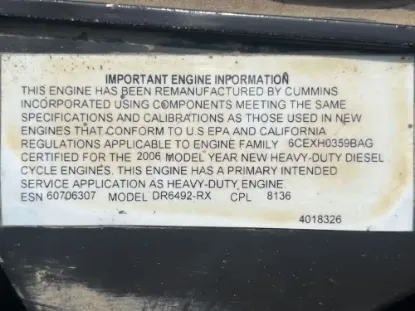 IMPORTANT ENGINE INFORMATION
THIS ENGINE HAS BEEN REMANUFACTURED BY CUMMINS
INCORPORATED USING COMPONENTS MEETING THE SAME
SPECIFICATIONS AND CALIBRATIONS AS THOSE USED IN NEW
ENGINES THAT CONFORM TO U.S EPA AND CALIFORNIA
REGULATIONS APPLICABLE TO ENGINE FAMILY 6CEXH0359BAG
CERTIFIED FOR THE 2006 MODEL YEAR NEW HEAVY-DUTY DIESEL
CYCLE ENGINES. THIS ENGINE HAS A PRIMARY INTENDED
SERVICE APPLICATION AS HEAVY-DUTY ENGINE
ESN 60706307 MODEL DR6492-RX CPL 8136
4018326